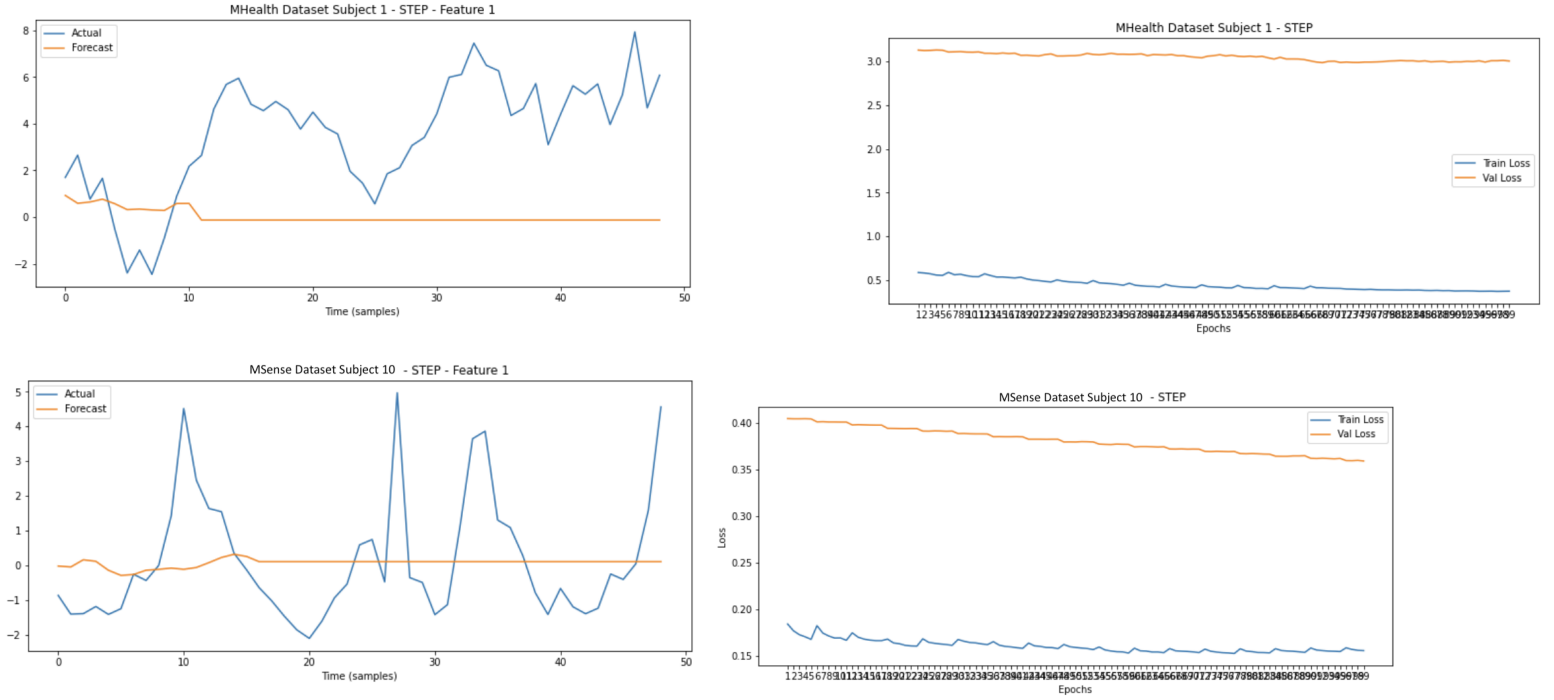 MHealth Dataset Subject 1 - STEP - Feature 1
Actual
Forecast
8
6
4
2
0
−2
0 10 20 30 40 50
Time (samples)
MHealth Dataset Subject 1 - STEP
3.0
2.5
2.0
1.5
1.0
0.5
Train Loss
Val Loss
Epochs
MSense Dataset Subject 10 - STEP - Feature 1
Actual
Forecast
5
4
3
2
1
0
−1
−2
0 10 20 30 40 50
Time (samples)
MSense Dataset Subject 10 - STEP
Train Loss
Val Loss
0.40
0.35
0.30
0.25
0.20
0.15
Loss
Epochs